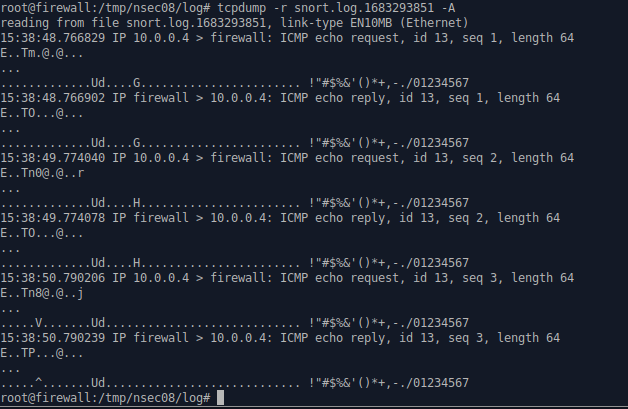 root@firewall:/tmp/nsec08/log# tcpdump -r snort.log.1683293851 -A
reading from file snort.log.1683293851, link-type EN10MB (Ethernet)
15:38:48.766829 IP 10.0.0.4 > firewall: ICMP echo request, id 13, seq 1, length 64
E..Tm.@.@...
...
.............Ud....G....................... !"#$%&'()*+,-./01234567
15:38:48.766902 IP firewall > 10.0.0.4: ICMP echo reply, id 13, seq 1, length 64
E..TO...@...
...
.............Ud....G....................... !"#$%&'()*+,-./01234567
15:38:49.774040 IP 10.0.0.4 > firewall: ICMP echo request, id 13, seq 2, length 64
E..Tn0@.@..r
...
.............Ud....H....................... !"#$%&'()*+,-./01234567
15:38:49.774078 IP firewall > 10.0.0.4: ICMP echo reply, id 13, seq 2, length 64
E..TO...@...
...
.............Ud....H....................... !"#$%&'()*+,-./01234567
15:38:50.790206 IP 10.0.0.4 > firewall: ICMP echo request, id 13, seq 3, length 64
E..Tn8@.@..j
...
.....V.......Ud............................ !"#$%&'()*+,-./01234567
15:38:50.790239 IP firewall > 10.0.0.4: ICMP echo reply, id 13, seq 3, length 64
E..TP...@...
...
.....^.......Ud............................ !"#$%&'()*+,-./01234567
root@firewall:/tmp/nsec08/log#